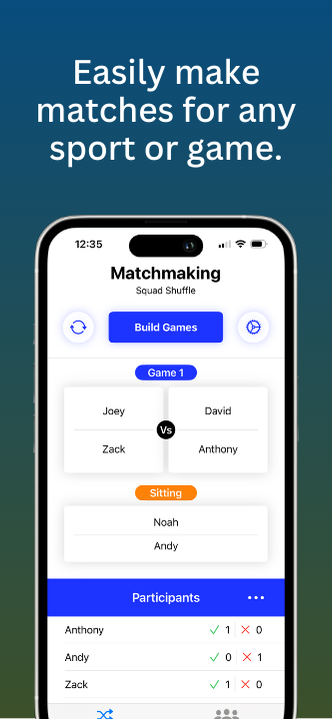 Easily make
matches for any
sport or game.
12:35
Matchmaking
Squad Shuffle
Build Games
Game 1
Joey
David
Vs
Zack
Anthony
Sitting
Noah
Andy
Participants
Anthony 1 0
Andy 0 1
Zack 1 0